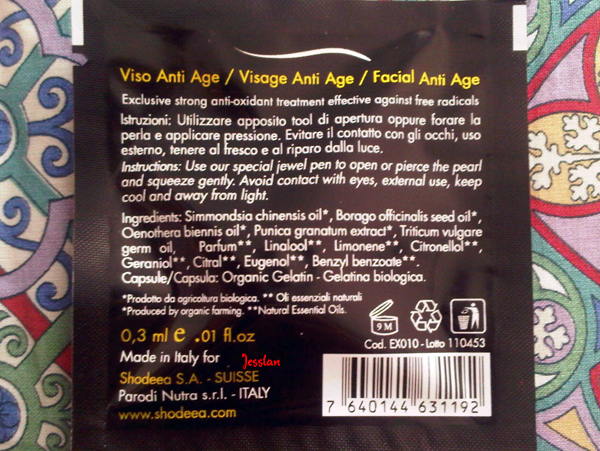 Viso Anti Age / Visage Anti Age / Facial Anti Age
Exclusive strong anti-oxidant treatment effective against free radicals
Istruzioni: Utilizzare apposito tool di apertura oppure forare la
perla e applicare pressione. Evitare il contatto con gli occhi, uso
esterno, tenere al fresco e al riparo dalla luce.
Instructions: Use our special jewel pen to open or pierce the pearl
and squeeze gently. Avoid contact with eyes, external use, keep
cool and away from light.
Ingredients: Simmondsia chinensis oil*, Borago officinalis seed oil*,
Oenothera biennis oil*, Punica granatum extract*, Triticum vulgare
germ oil, Parfum**, Linalool**, Limonene**, Citronellol**,
Geraniol**, Citral**, Eugenol**, Benzyl benzoate**.
Capsule/Capsula: Organic Gelatin - Gelatina biologica.
*Prodotto da agricoltura biologica. ** Oli essenziali naturali
*Produced by organic farming. **Natural Essential Oils.
9 M
0,3 ml e .01 fl.oz
Cod. EX010 - Lotto 110453
Made in Italy for
Jesslan
Shodeea S.A. - SUISSE
Parodi Nutra s.r.l. - ITALY
www.shodeea.com
7 640144 631192